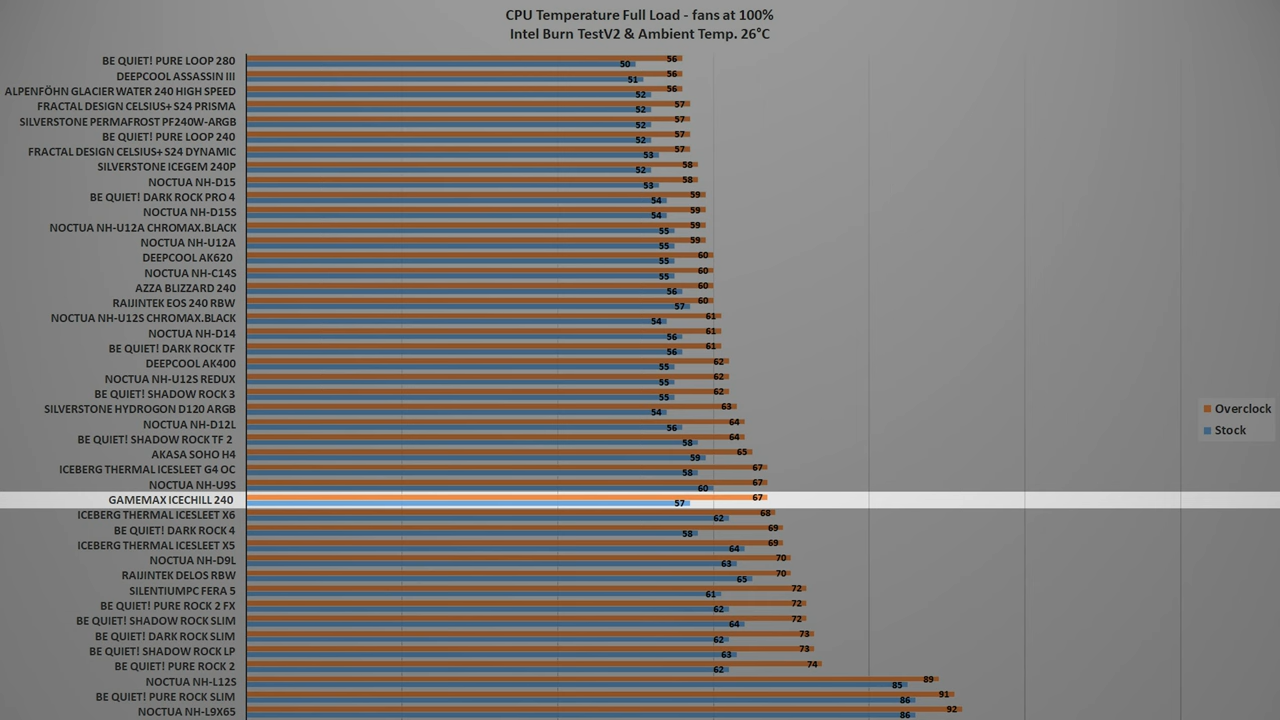 CPU Temperature Full Load - fans at 100%
Intel Burn TestV2 & Ambient Temp. 26°C
BE QUIET! PURE LOOP 280 56 50
DEEPCOOL ASSASSIN III 56 51
ALPENFÖHN GLACIER WATER 240 HIGH SPEED 56 52
FRACTAL DESIGN CELSIUS+ S24 PRISMA 57 52
SILVERSTONE PERMAFROST PF240W-ARGB 57 52
BE QUIET! PURE LOOP 240 57 52
FRACTAL DESIGN CELSIUS+ S24 DYNAMIC 57 53
SILVERSTONE ICEGEM 240P 58 52
NOCTUA NH-D15 58 53
BE QUIET! DARK ROCK PRO 4 59 54
NOCTUA NH-D15S 59 54
NOCTUA NH-U12A CHROMAX.BLACK 59 55
NOCTUA NH-U12A 59 55
DEEPCOOL AK620 60 55
NOCTUA NH-C14S 60 55
AZZA BLIZZARD 240 60 56
RAIJINTEK EOS 240 RBW 60 57
NOCTUA NH-U12S CHROMAX.BLACK 61 54
NOCTUA NH-D14 61 56
BE QUIET! DARK ROCK TF 61 56
DEEPCOOL AK400 62 55
NOCTUA NH-U12S REDUX 62 55
BE QUIET! SHADOW ROCK 3 62 55
SILVERSTONE HYDROGON D120 ARGB 63 54
NOCTUA NH-D12L 64 56
BE QUIET! SHADOW ROCK TF 2 64 58
AKASA SOHO H4 65 59
ICEBERG THERMAL ICESLEET G4 OC 67 58
NOCTUA NH-U9S 67 60
GAMEMAX ICECHILL 240 67 57
ICEBERG THERMAL ICESLEET X6 68 62
BE QUIET! DARK ROCK 4 69 58
ICEBERG THERMAL ICESLEET X5 69 64
NOCTUA NH-D9L 70 63
RAIJINTEK DELOS RBW 70 65
SILENTIUMPC FERA 5 72 61
BE QUIET! PURE ROCK 2 FX 72 62
BE QUIET! SHADOW ROCK SLIM 72 64
BE QUIET! DARK ROCK SLIM 73 62
BE QUIET! SHADOW ROCK LP 73 63
BE QUIET! PURE ROCK 2 74 62
NOCTUA NH-L12S 89 85
BE QUIET! PURE ROCK SLIM 91 86
NOCTUA NH-L9X65 92 86
Overclock
Stock